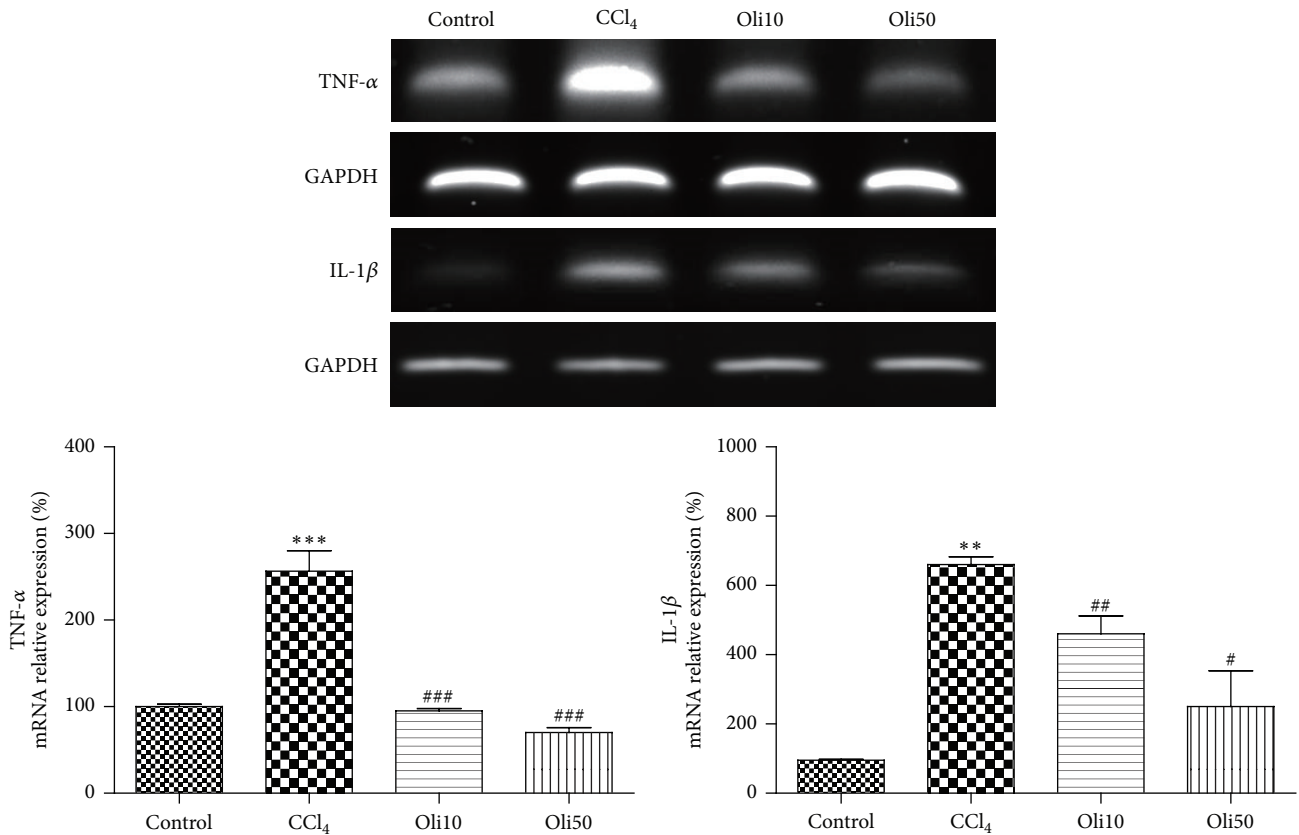 Control CCl₄ Oli10 Oli50
TNF-α
GAPDH
IL-1β
GAPDH
TNF-α
mRNA relative expression (%)
400
300
200
100
0
***
###
###
Control CCl₄ Oli10 Oli50
IL-1β
mRNA relative expression (%)
1000
800
600
400
200
0
**
##
#
Control CCl₄ Oli10 Oli50